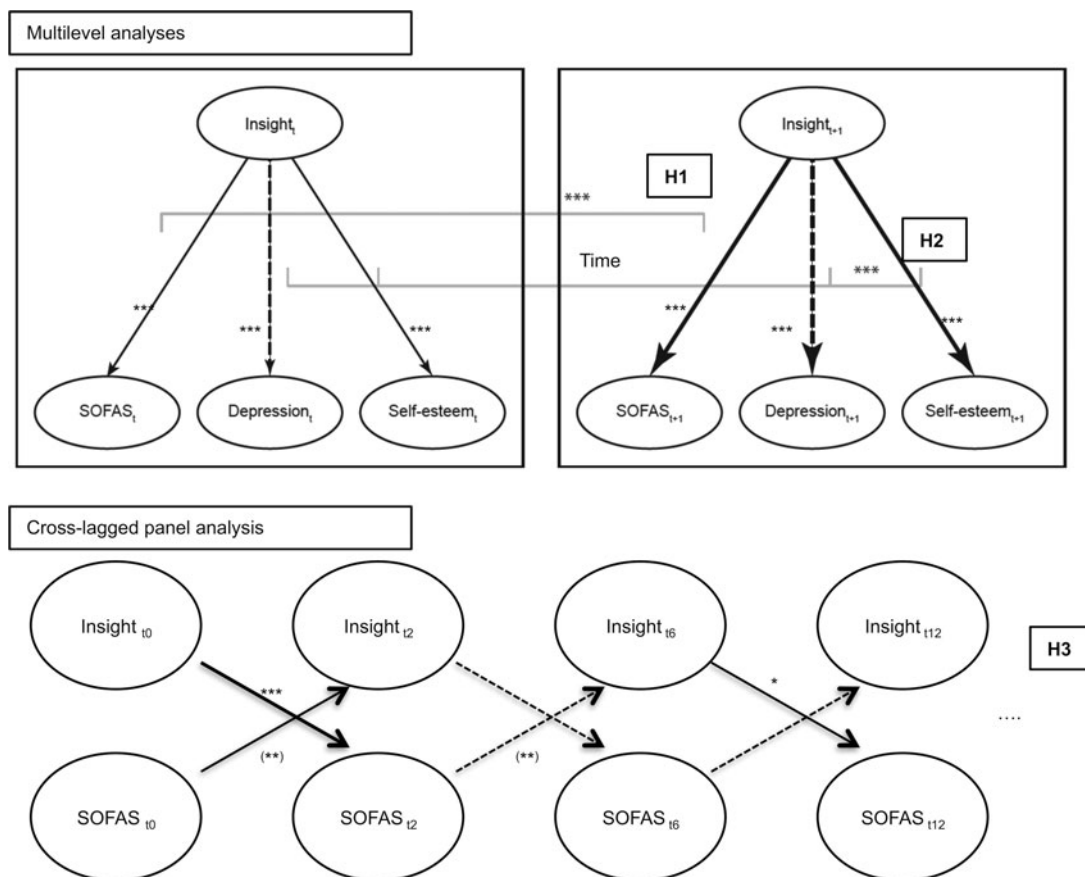 Multilevel analyses
Insight t
Insight t+1
H1
***
H2
Time
***
***
***
***
***
***
***
SOFAS t
Depression t
Self-esteem t
SOFAS t+1
Depression t+1
Self-esteem t+1
Cross-lagged panel analysis
Insight t0
Insight t2
Insight t6
Insight t12
H3
***
*
....
(**)
(**)
SOFAS t0
SOFAS t2
SOFAS t6
SOFAS t12